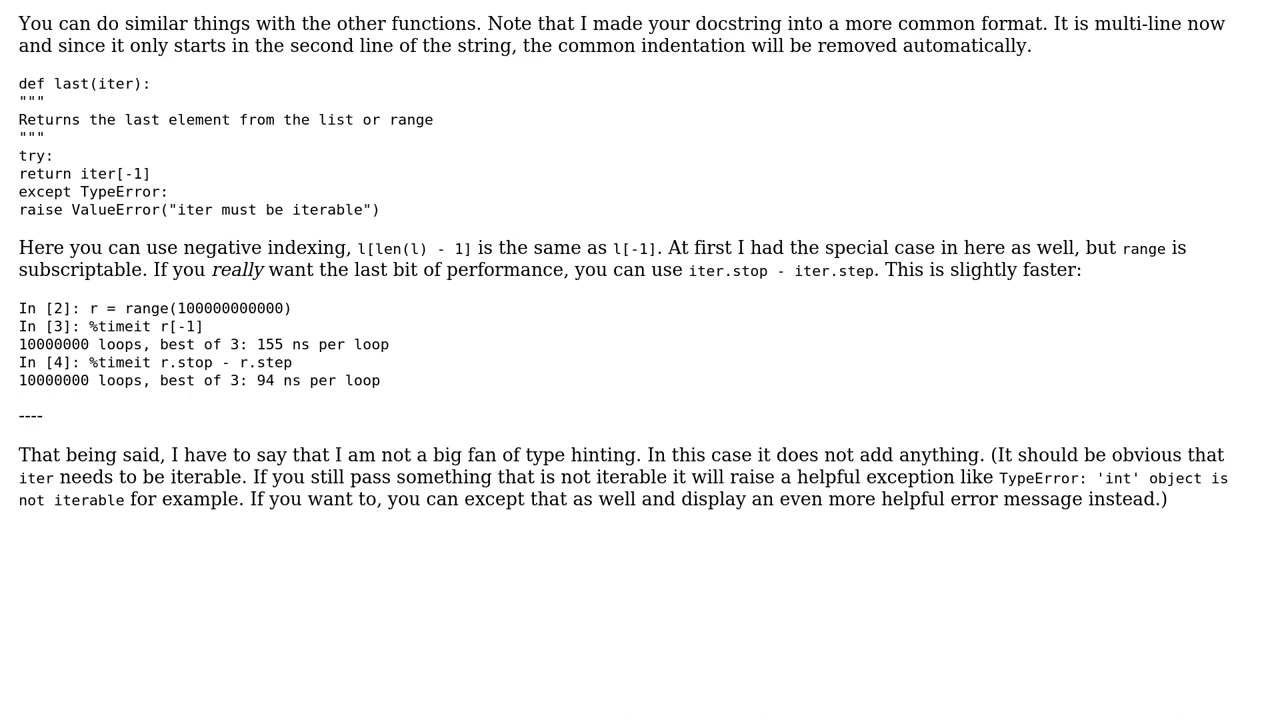 You can do similar things with the other functions. Note that I made your docstring into a more common format. It is multi-line now
and since it only starts in the second line of the string, the common indentation will be removed automatically.
def last(iter):
"""
Returns the last element from the list or range
"""
try:
return iter[-1]
except TypeError:
raise ValueError("iter must be iterable")
Here you can use negative indexing, l[len(l) - 1] is the same as l[-1]. At first I had the special case in here as well, but range is
subscriptable. If you really want the last bit of performance, you can use iter.stop - iter.step. This is slightly faster:
In [2]: r = range(100000000000)
In [3]: %timeit r[-1]
10000000 loops, best of 3: 155 ns per loop
In [4]: %timeit r.stop - r.step
10000000 loops, best of 3: 94 ns per loop
----
That being said, I have to say that I am not a big fan of type hinting. In this case it does not add anything. (It should be obvious that
iter needs to be iterable. If you still pass something that is not iterable it will raise a helpful exception like TypeError: 'int' object is
not iterable for example. If you want to, you can except that as well and display an even more helpful error message instead.)